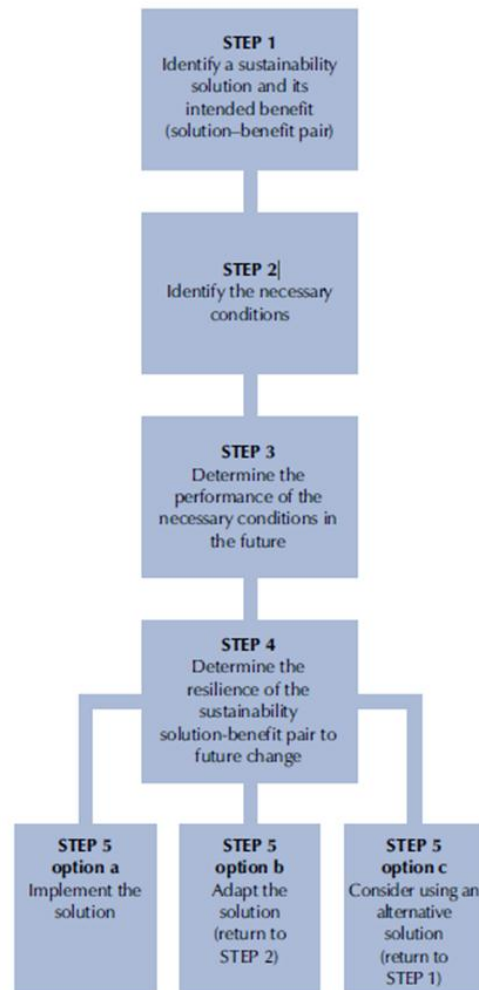 STEP 1
Identify a sustainability
solution and its
intended benefit
(solution–benefit pair)
STEP 2
Identify the necessary
conditions
STEP 3
Determine the
performance of the
necessary conditions in
the future
STEP 4
Determine the
resilience of the
sustainability
solution-benefit pair to
future change
STEP 5
option a
Implement the
solution
STEP 5
option b
Adapt the
solution
(return to
STEP 2)
STEP 5
option c
Consider using an
alternative
solution
(return to
STEP 1)